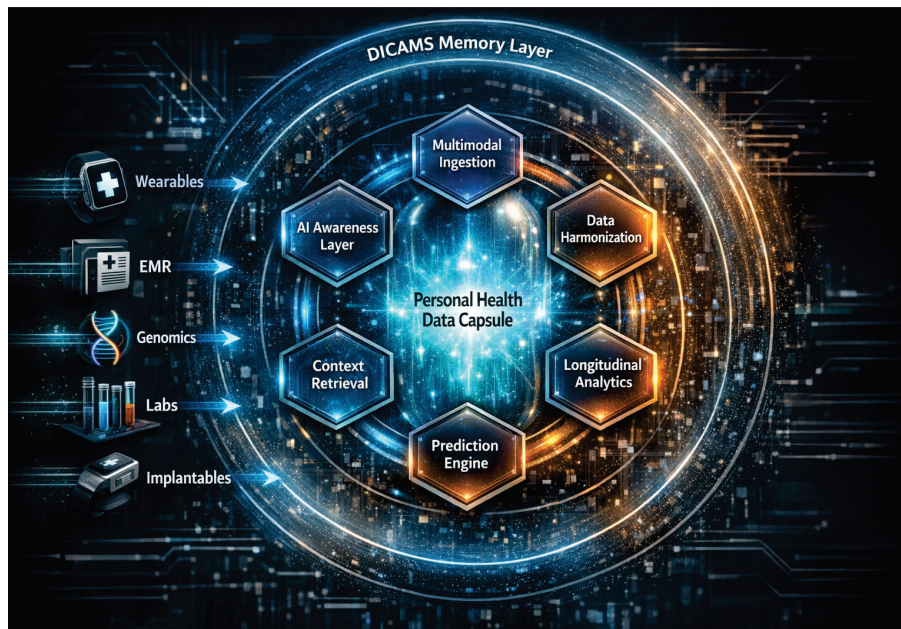 DICAMS Memory Layer
Multimodal
Ingestion
Wearables
AI Awareness
Layer
Data
Harmonization
EMR
Personal Health
Data Capsule
Genomics
Context
Retrieval
Longitudinal
Analytics
Labs
Prediction
Engine
Implantables